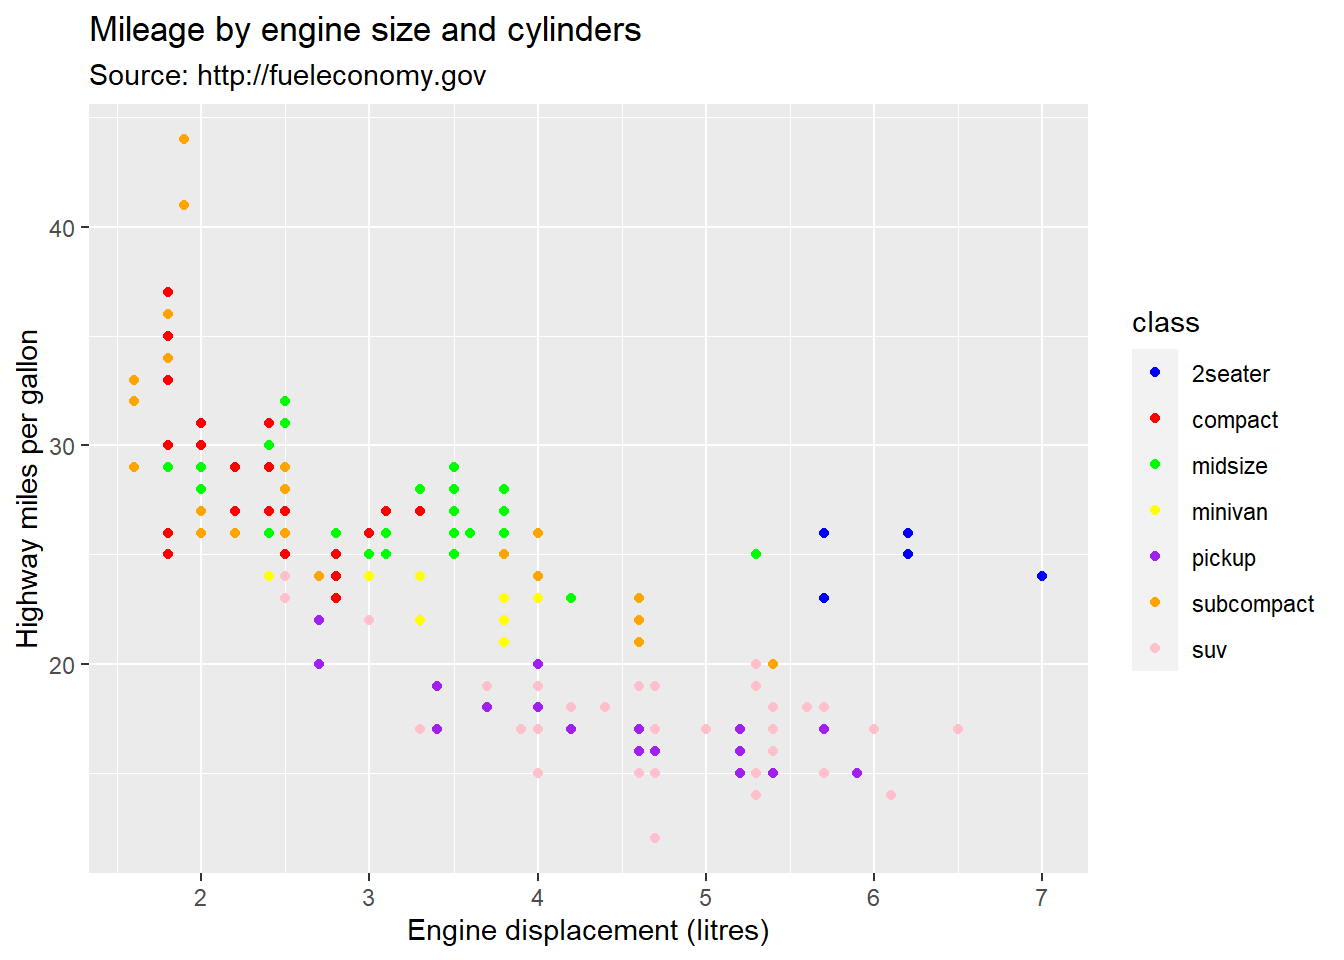 Mileage by engine size and cylinders
Source: http://fueleconomy.gov
Highway miles per gallon
40
30
20
2 3 4 5 6 7
Engine displacement (litres)
class
2seater
compact
midsize
minivan
pickup
subcompact
suv